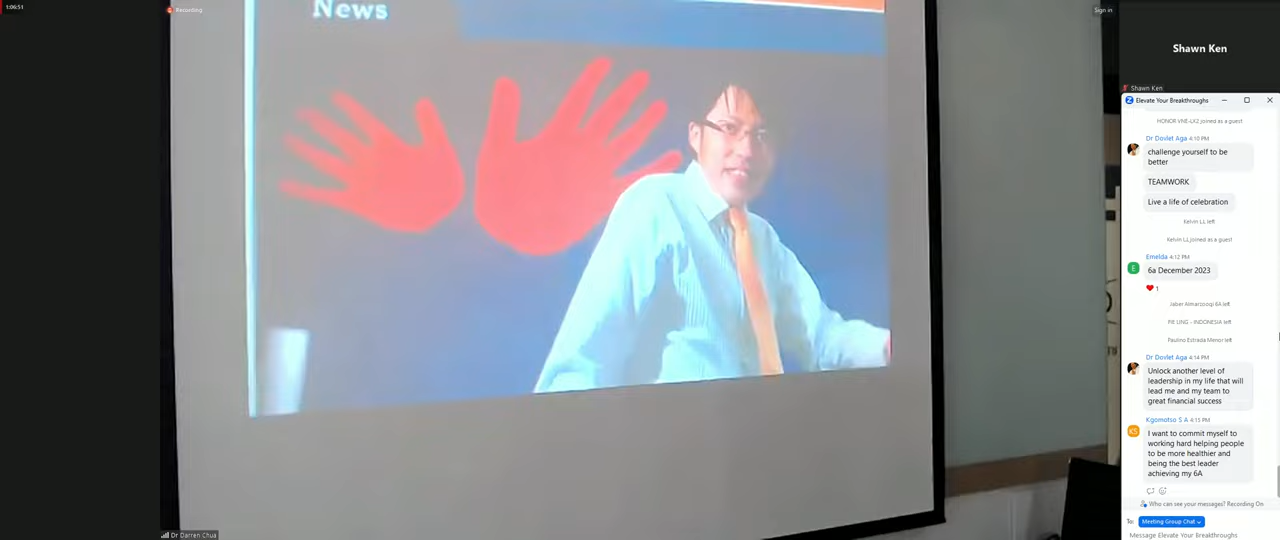 1:06:51
Recording
News
Sign in
Shawn Ken
Shawn Ken
Elevate Your Breakthroughs
HONOR VNE-LX2 joined as a guest
Dr Dovlet Aga 4:10 PM
challenge yourself to be
better
TEAMWORK
Live a life of celebration
Kelvin LL left
Kelvin LL joined as a guest
Emelda 4:12 PM
E
6a December 2023
1
Jaber Almarzooqi 6A left
PIE LING - INDONESIA left
Paulino Estrada Menor left
Dr Dovlet Aga 4:14 PM
Unlock another level of
leadership in my life that will
lead me and my team to
great financial success
Kgomotso S A 4:15 PM
KS
I want to commit myself to
working hard helping people
to be more healthier and
being the best leader
achieving my 6A
Who can see your messages? Recording On
To: Meeting Group Chat
Message Elevate Your Breakthroughs
Dr Darren Chua